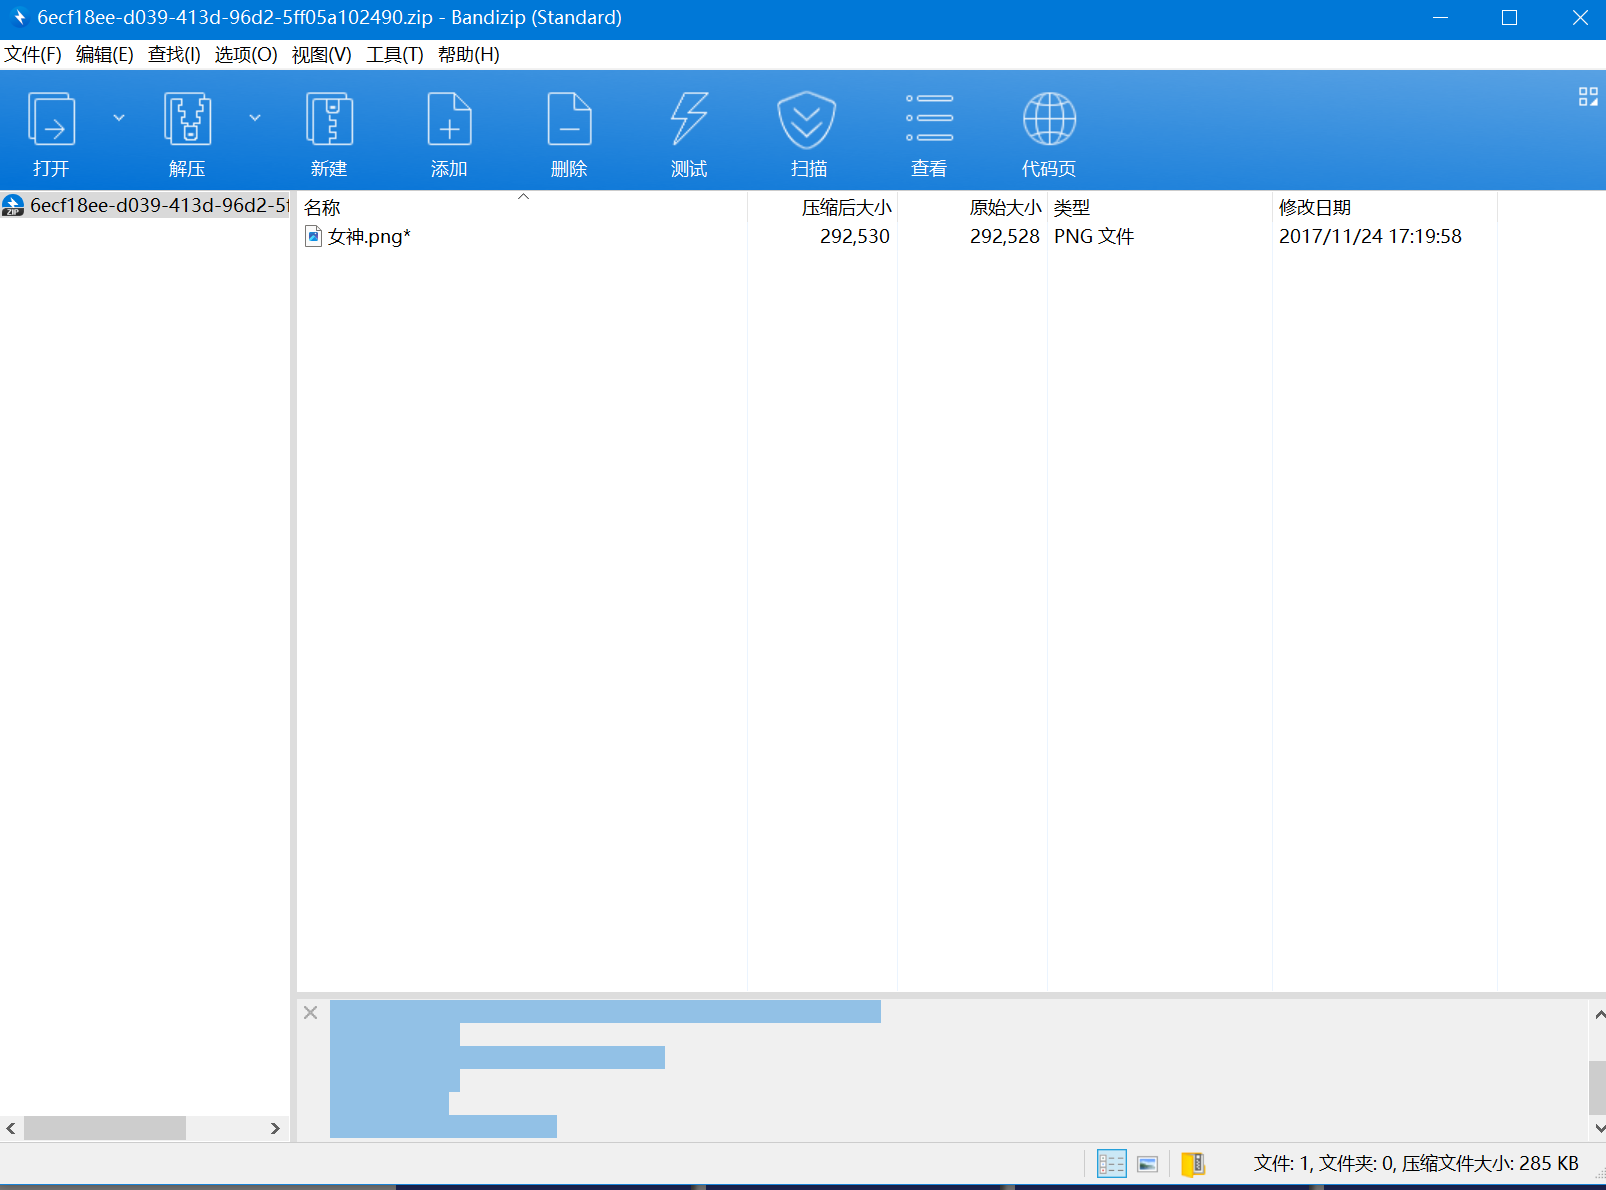 6ecf18ee-d039-413d-96d2-5ff05a102490.zip - Bandizip (Standard)
文件(F) 编辑(E) 查找(I) 选项(O) 视图(V) 工具(T) 帮助(H)
打开 解压 新建 添加 删除 测试 扫描 查看 代码页
6ecf18ee-d039-413d-96d2-5f
名称 压缩后大小 原始大小 类型 修改日期
女神.png* 292,530 292,528 PNG 文件 2017/11/24 17:19:58
文件: 1, 文件夹: 0, 压缩文件大小: 285 KB